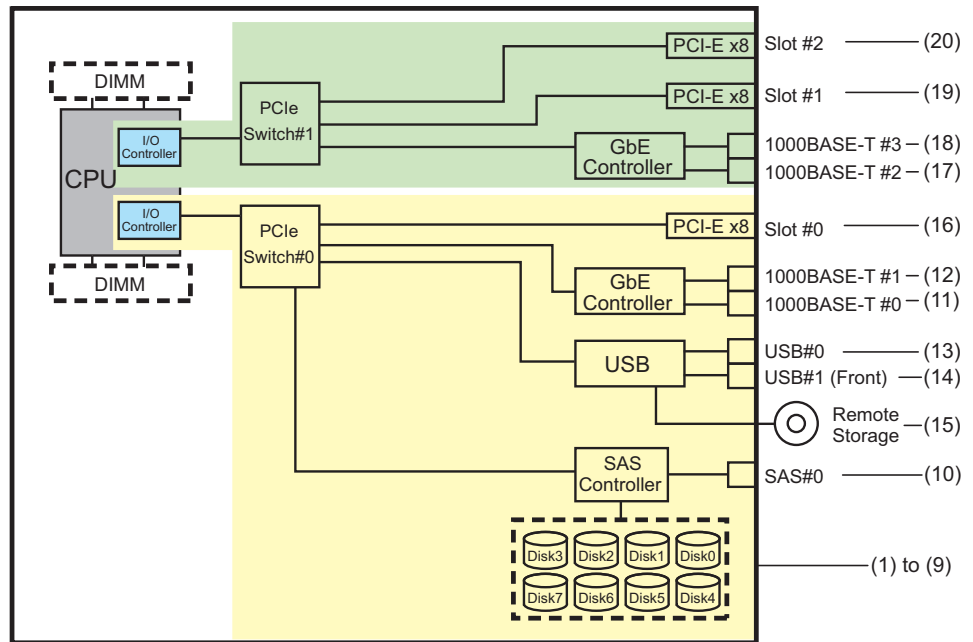 DIMM
CPU
I/O
Controller
I/O
Controller
DIMM
PCIe
Switch#1
PCI-E x8
Slot #2
(20)
PCI-E x8
Slot #1
(19)
GbE
Controller
1000BASE-T #3
(18)
1000BASE-T #2
(17)
PCIe
Switch#0
PCI-E x8
Slot #0
(16)
GbE
Controller
1000BASE-T #1
(12)
1000BASE-T #0
(11)
USB
USB#0
(13)
USB#1 (Front)
(14)
Remote
Storage
(15)
SAS
Controller
SAS#0
(10)
Disk3 Disk2 Disk1 Disk0
Disk7 Disk6 Disk5 Disk4
(1) to (9)